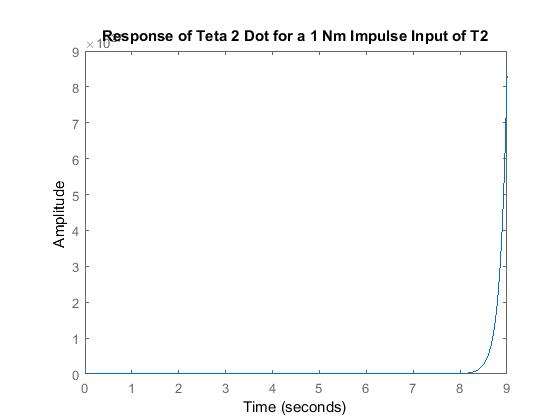 Response of Teta 2 Dot for a 1 Nm Impulse Input of T2
9
8
7
6
5
4
3
2
1
0
Amplitude
0 1 2 3 4 5 6 7 8 9
Time (seconds)